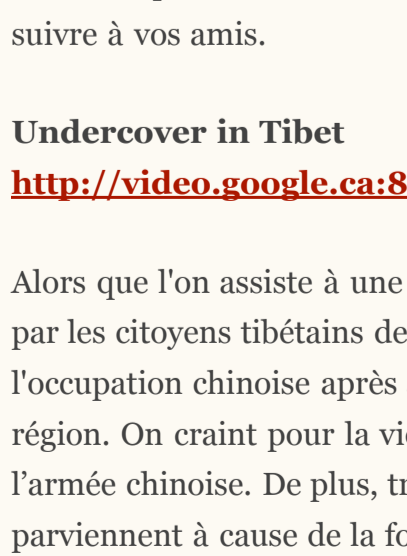 suivre à vos amis.
Undercover in Tibet
http://video.google.ca:8
Alors que l'on assiste à une
par les citoyens tibétains de
l'occupation chinoise après
région. On craint pour la vie
l’armée chinoise. De plus, tr
parviennent à cause de la fo